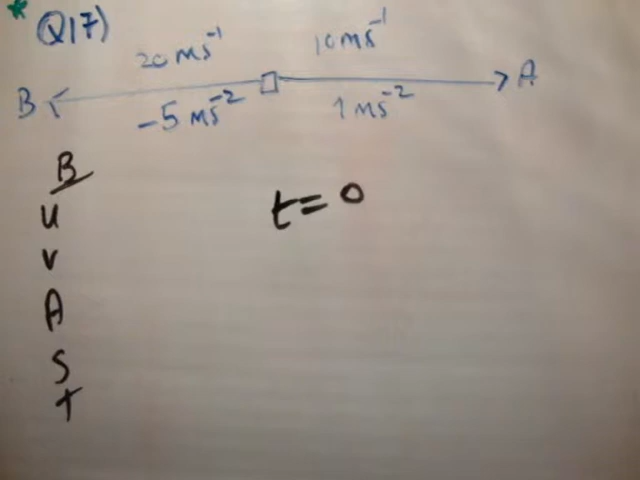 Q17)
20 ms⁻¹ 10 ms⁻¹
B A
-5 ms⁻² 1 ms⁻²
B
t = 0
U
V
A
S
T